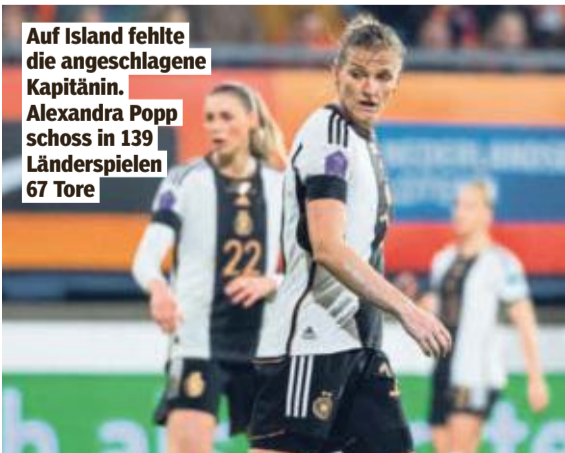 Auf Island fehlte
die angeschlagene
Kapitänin.
Alexandra Popp
schoss in 139
Länderspielen
67 Tore
22